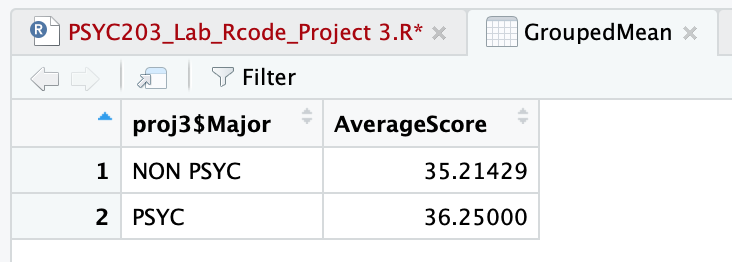 PSYC203_Lab_Rcode_Project 3.R* GroupedMean
Filter
proj3$Major AverageScore
1 NON PSYC 35.21429
2 PSYC 36.25000